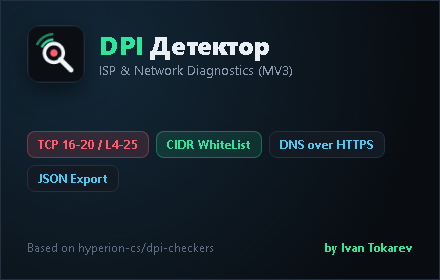 DPI Детектор
ISP & Network Diagnostics (MV3)
TCP 16-20 / L4-25 CIDR WhiteList DNS over HTTPS
JSON Export
Based on hyperion-cs/dpi-checkers by Ivan Tokarev